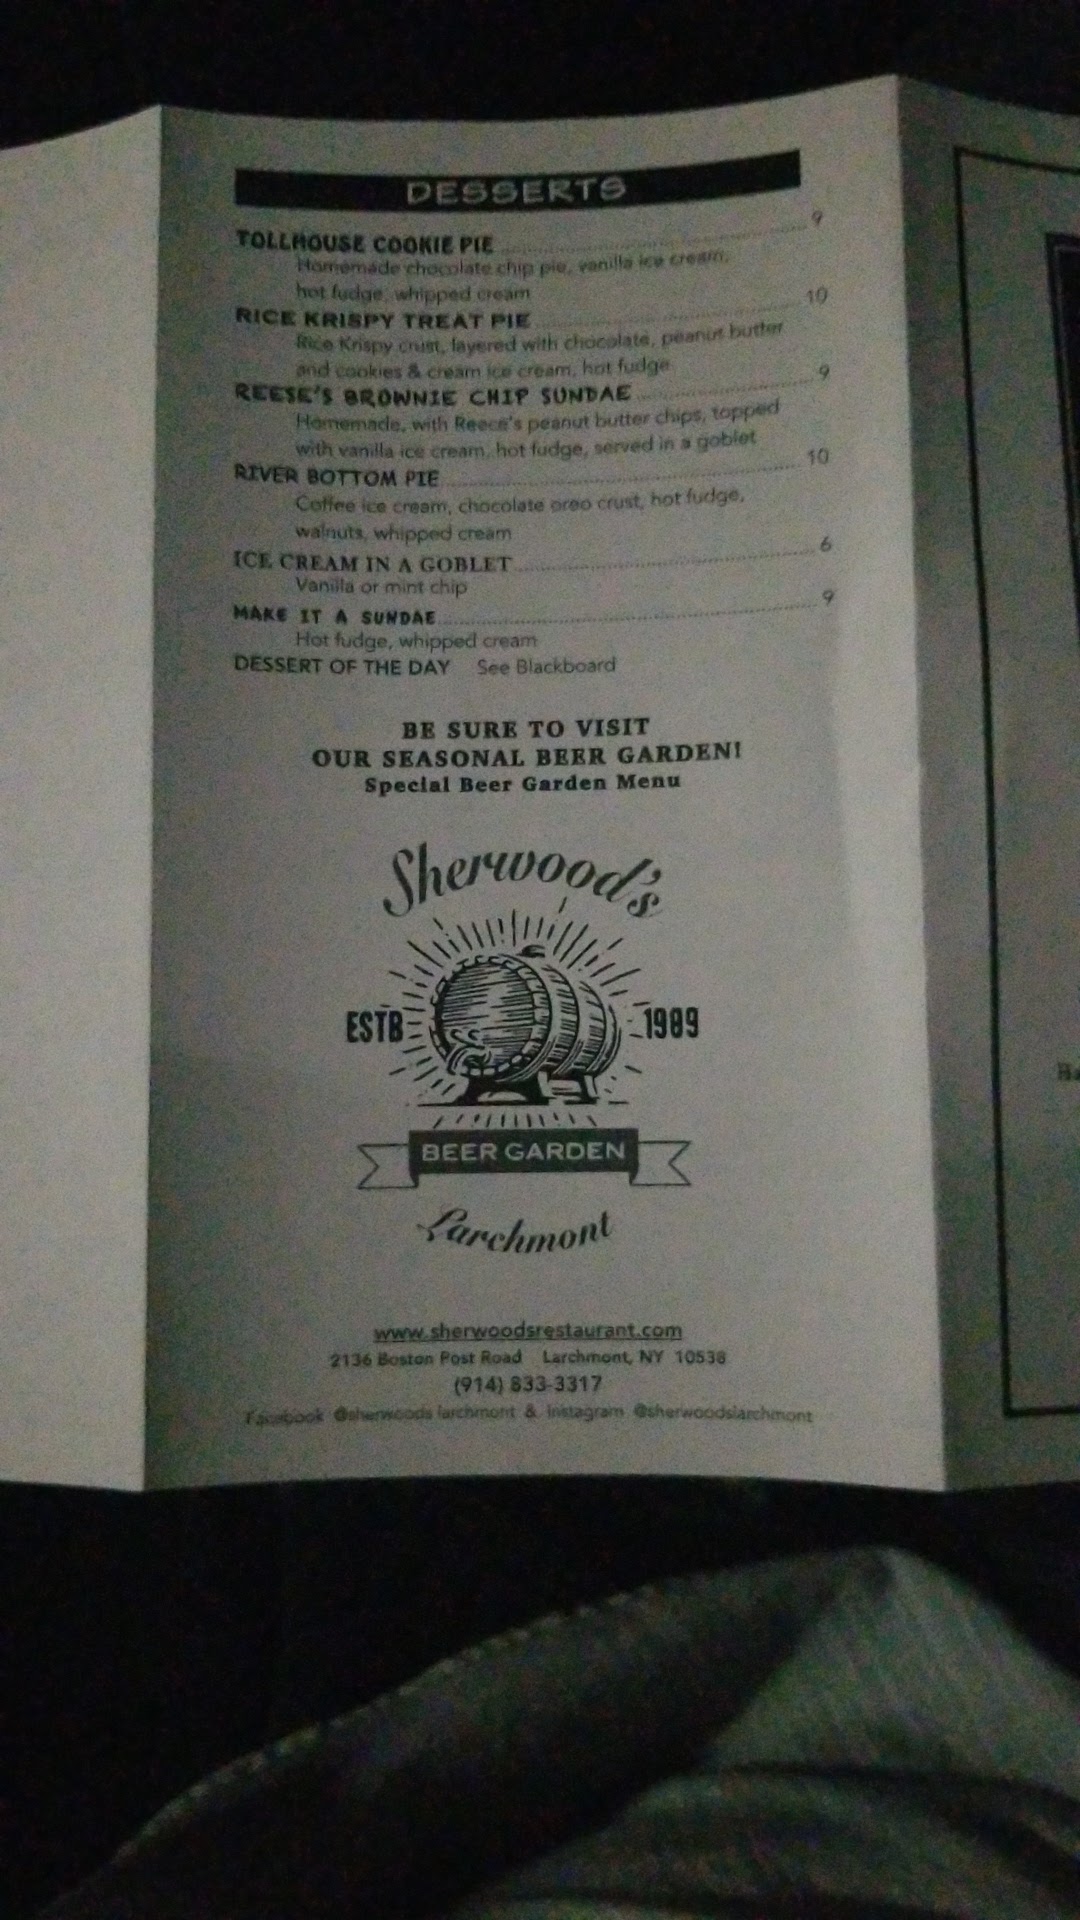 DESSERTS
TOLLHOUSE COOKIE PIE 9
Homemade chocolate chip pie, vanilla ice cream,
hot fudge, whipped cream
RICE KRISPY TREAT PIE 10
Rice Krispy crust, layered with chocolate, peanut butter
and cookies & cream ice cream, hot fudge
REESE'S BROWNIE CHIP SUNDAE 9
Homemade, with Reece's peanut butter chips, topped
with vanilla ice cream, hot fudge, served in a goblet
RIVER BOTTOM PIE 10
Coffee ice cream, chocolate oreo crust, hot fudge,
walnuts, whipped cream
ICE CREAM IN A GOBLET 6
Vanilla or mint chip
MAKE IT A SUNDAE 9
Hot fudge, whipped cream
DESSERT OF THE DAY See Blackboard
BE SURE TO VISIT
OUR SEASONAL BEER GARDEN!
Special Beer Garden Menu
Sherwood's
ESTB 1989
BEER GARDEN
Larchmont
www.sherwoodsrestaurant.com
2136 Boston Post Road Larchmont, NY 10538
(914) 833-3317
Facebook @sherwoods larchmont & Instagram @sherwoodslarchmont